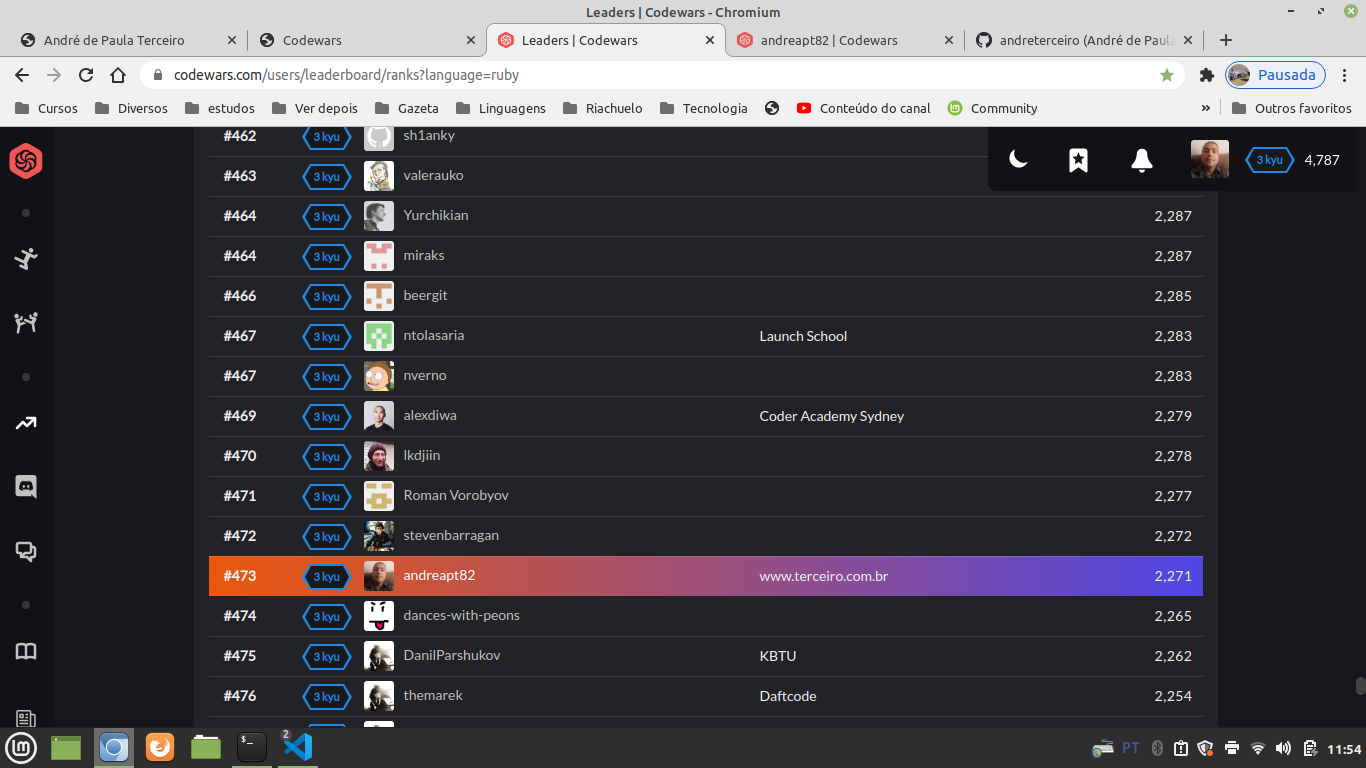 Leaders | Codewars - Chromium
André de Paula Terceiro
Codewars
Leaders | Codewars
andreapt82 | Codewars
andreterceiro (André de Paula
codewars.com/users/leaderboard/ranks?language=ruby
Pausada
Cursos Diversos estudos Ver depois Gazeta Linguagens Riachuelo Tecnologia Conteúdo do canal Community » Outros favoritos
3 kyu 4,787
#462 3 kyu sh1anky
#463 3 kyu valerauko
#464 3 kyu Yurchikian 2,287
#464 3 kyu miraks 2,287
#466 3 kyu beergit 2,285
#467 3 kyu ntolasaria Launch School 2,283
#467 3 kyu nverno 2,283
#469 3 kyu alexdiwa Coder Academy Sydney 2,279
#470 3 kyu lkdjiin 2,278
#471 3 kyu Roman Vorobyov 2,277
#472 3 kyu stevenbarragan 2,272
#473 3 kyu andreapt82 www.terceiro.com.br 2,271
#474 3 kyu dances-with-peons 2,265
#475 3 kyu DanilParshukov KBTU 2,262
#476 3 kyu themarek Daftcode 2,254
2
PT 11:54